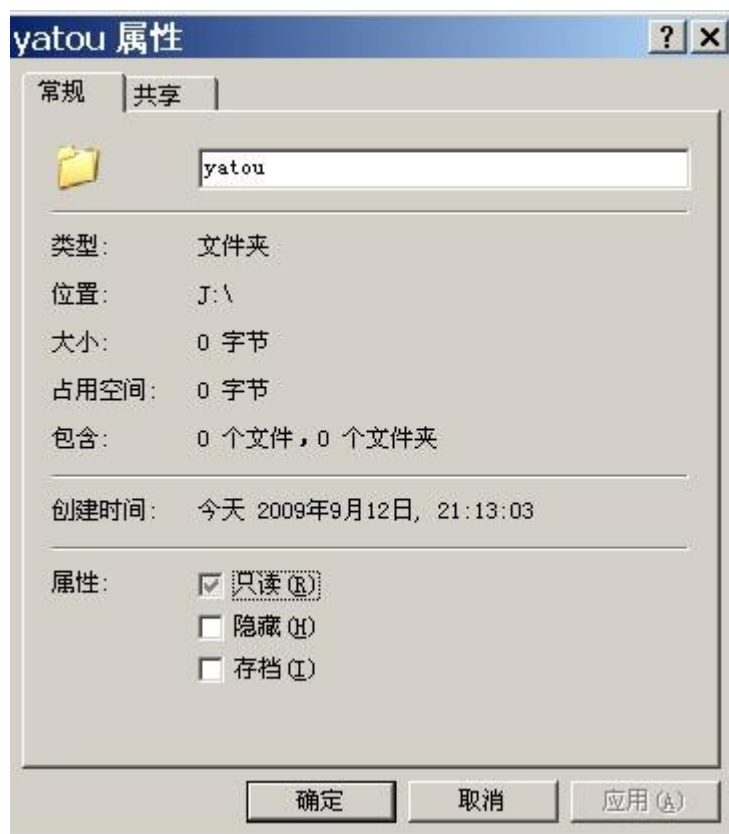 yatou 属性
常规 共享
yatou
类型: 文件夹
位置: J:\
大小: 0 字节
占用空间: 0 字节
包含: 0 个文件,0 个文件夹
创建时间: 今天 2009年9月12日, 21:13:03
属性: 只读(R)
隐藏(H)
存档(I)
确定 取消 应用(A)